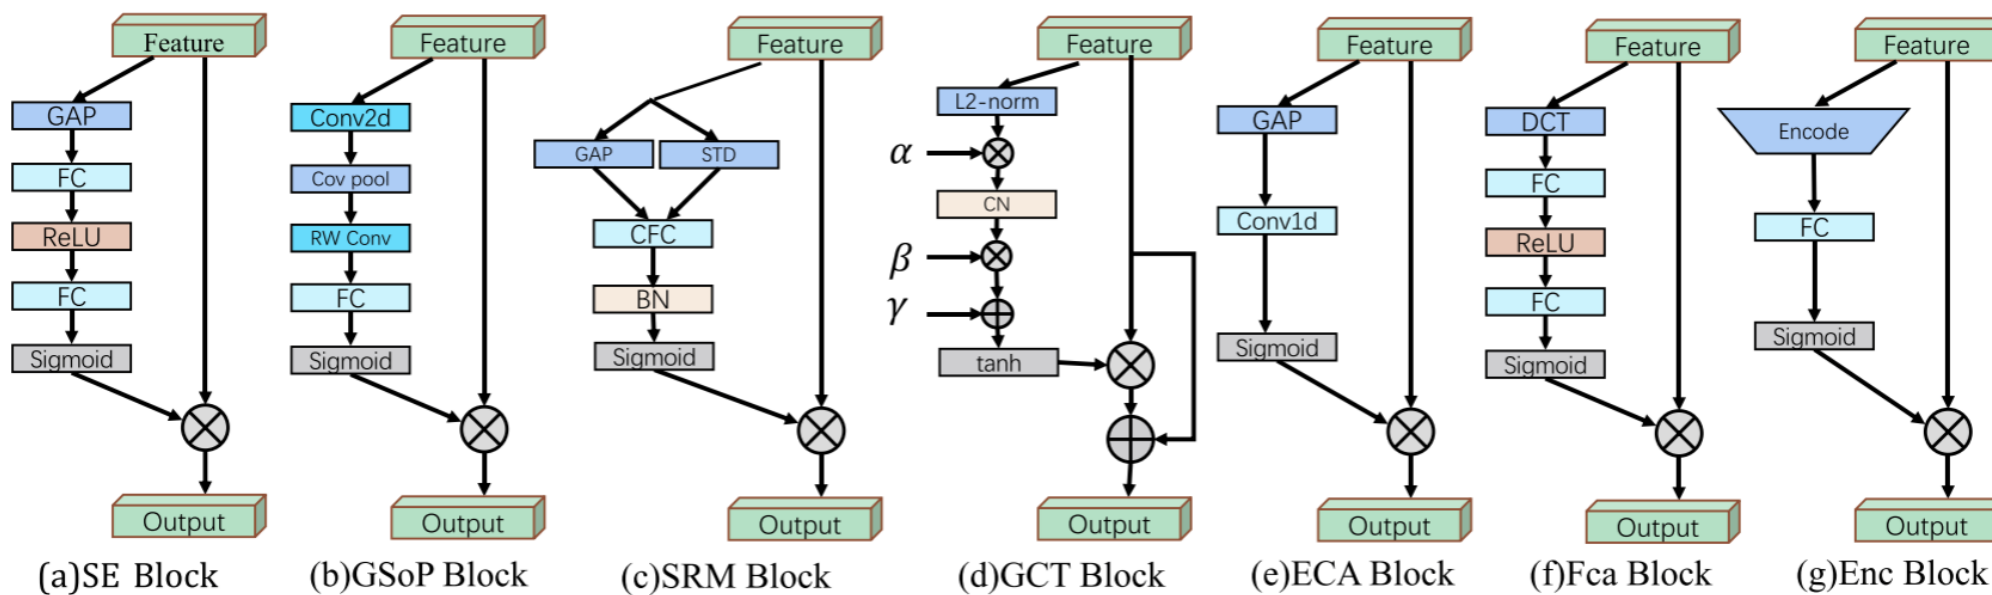 Feature
GAP
FC
ReLU
FC
Sigmoid
Output
(a)SE Block
Feature
Conv2d
Cov pool
RW Conv
FC
Sigmoid
Output
(b)GSoP Block
Feature
GAP
STD
CFC
BN
Sigmoid
Output
(c)SRM Block
Feature
L2-norm
α
CN
β
γ
tanh
Output
(d)GCT Block
Feature
GAP
Conv1d
Sigmoid
Output
(e)ECA Block
Feature
DCT
FC
ReLU
FC
Sigmoid
Output
(f)Fca Block
Feature
Encode
FC
Sigmoid
Output
(g)Enc Block